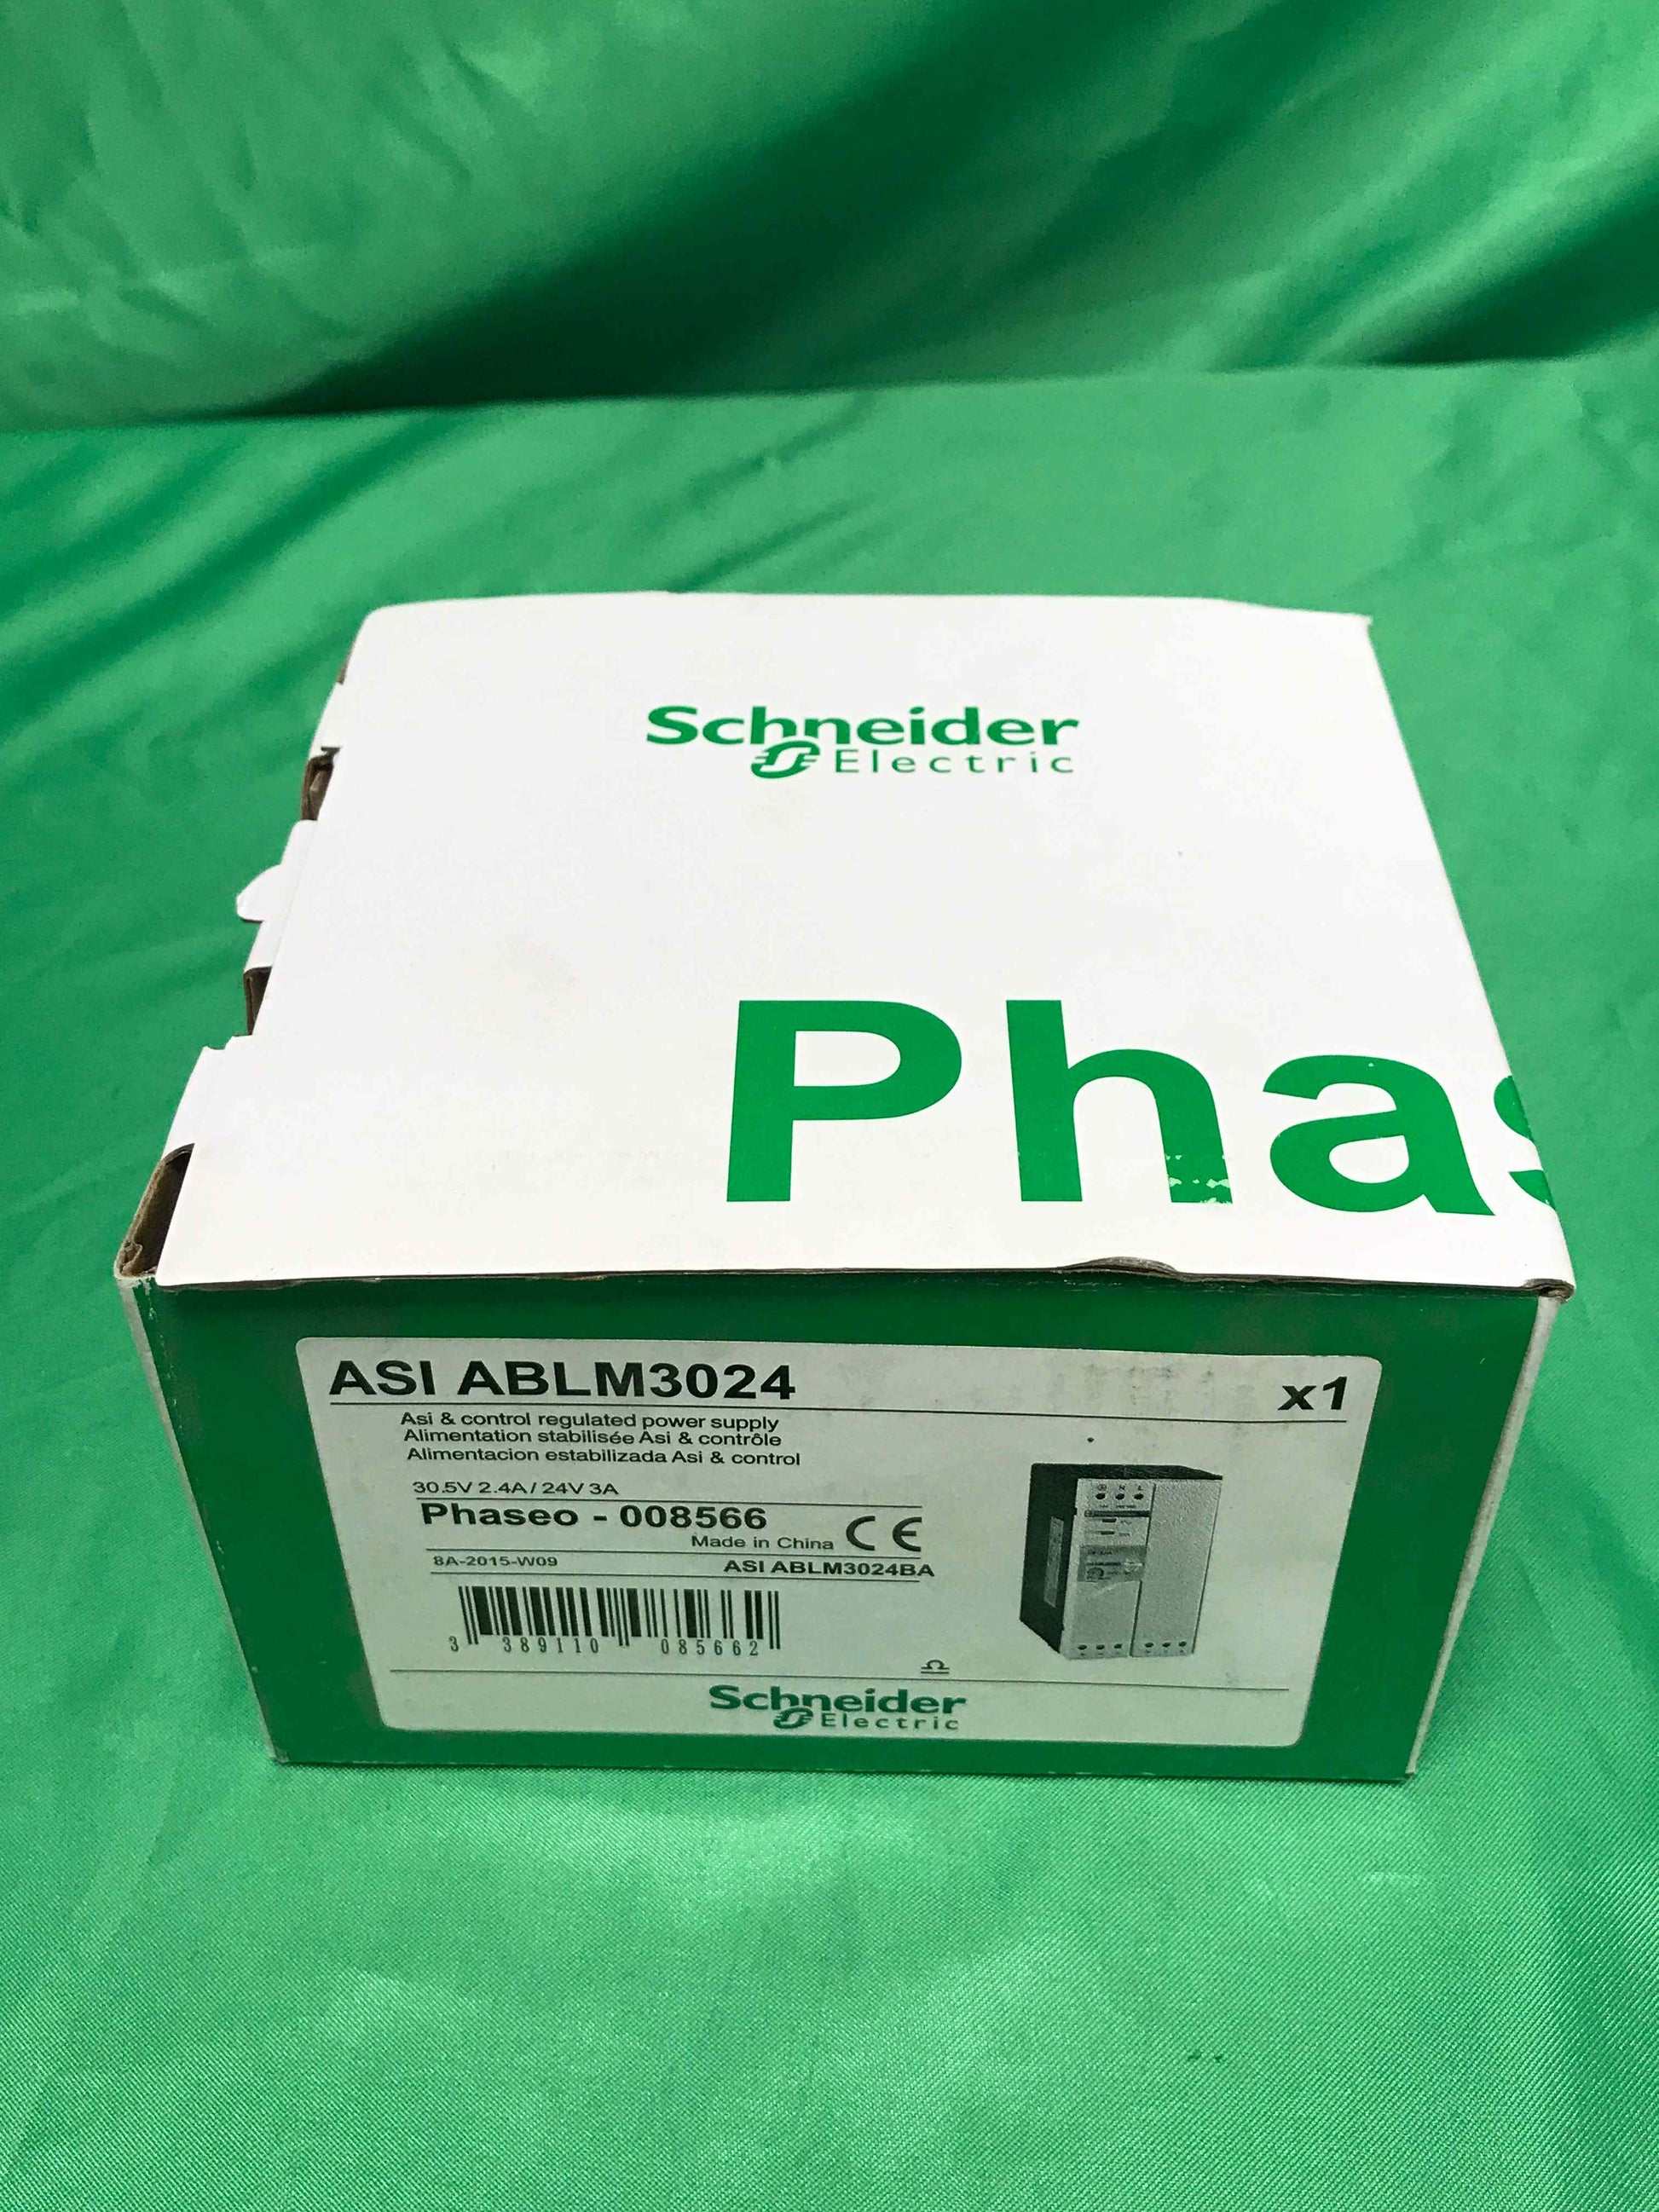 Schneider
Electric
Phas
ASI ABLM3024
x1
Asi & control regulated power supply
Alimentation stabilisée Asi & contrôle
Alimentacion estabilizada Asi & control
30.5V 2.4A / 24V 3A
Phaseo - 008566
Made in China CE
8A-2015-W09
ASI ABLM3024BA
3 389110 085662
Schneider
Electric